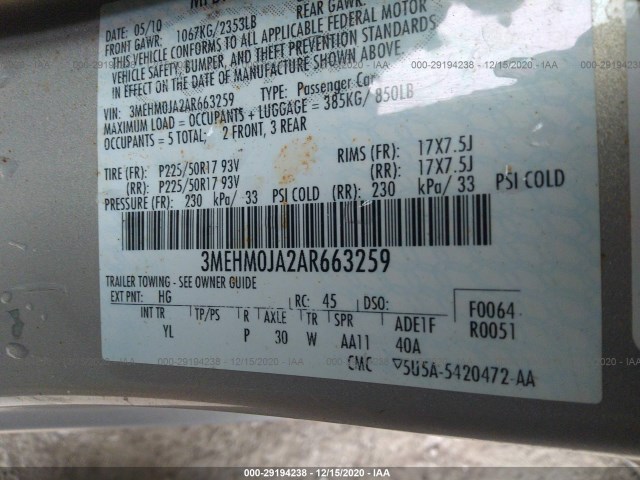 DATE: 05/10
FRONT GAWR: 1067KG/2353LB REAR GAWR:
THIS VEHICLE CONFORMS TO ALL APPLICABLE FEDERAL MOTOR
VEHICLE SAFETY, BUMPER, AND THEFT PREVENTION STANDARDS
IN EFFECT ON THE DATE OF MANUFACTURE SHOWN ABOVE.
VIN: 3MEHM0JA2AR663259 TYPE: Passenger Car
MAXIMUM LOAD = OCCUPANTS + LUGGAGE = 385KG/ 850LB
OCCUPANTS = 5 TOTAL; 2 FRONT, 3 REAR
TIRE (FR): P225/50R17 93V RIMS (FR): 17X7.5J
(RR): P225/50R17 93V (RR): 17X7.5J
PRESSURE (FR): 230 kPa/ 33 PSI COLD (RR): 230 kPa/ 33 PSI COLD
3MEHM0JA2AR663259
TRAILER TOWING - SEE OWNER GUIDE
EXT PNT: HG RC: 45 DSO: F0064
R0051
INT TR TP/PS R AXLE TR SPR ADE1F
YL P 30 W AA11 40A
CMC ▽5U5A-5420472-AA
000-29194238 - 12/15/2020 - IAA
000-29194238 - 12/15/2020 - IAA
000-29194238 - 12/15/2020 - IAA